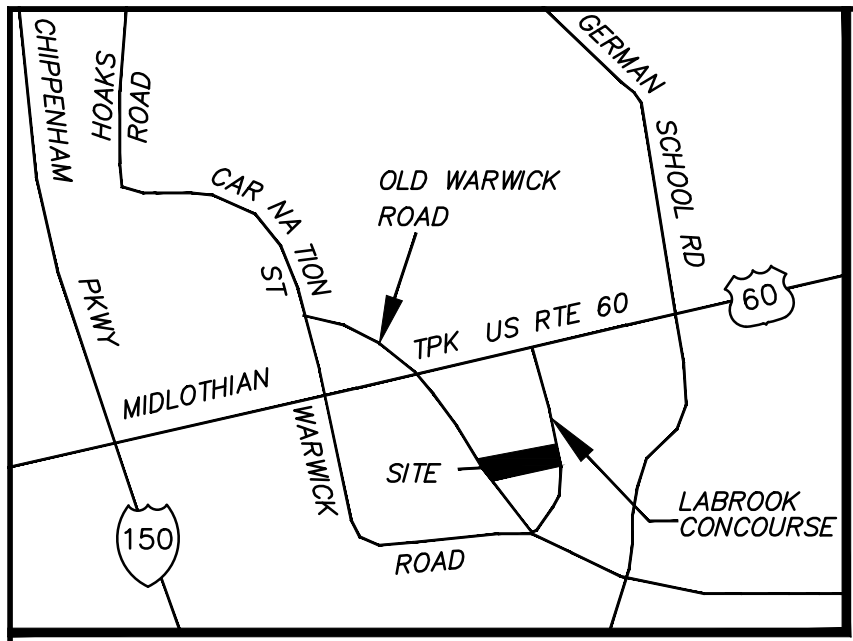 CHIPPENHAM
PKWY
HOAKS
ROAD
CAR NA TION
ST
OLD WARWICK
ROAD
GERMAN
SCHOOL RD
60
MIDLOTHIAN
TPK US RTE 60
WARWICK
ROAD
SITE
LABROOK
CONCOURSE
150